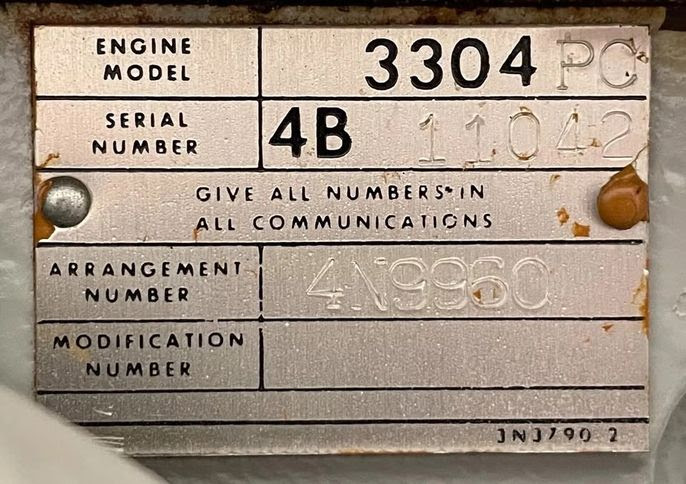 ENGINE MODEL 3304 PC
SERIAL NUMBER 4B 11042
GIVE ALL NUMBERS IN
ALL COMMUNICATIONS
ARRANGEMENT NUMBER 4N9960
MODIFICATION NUMBER